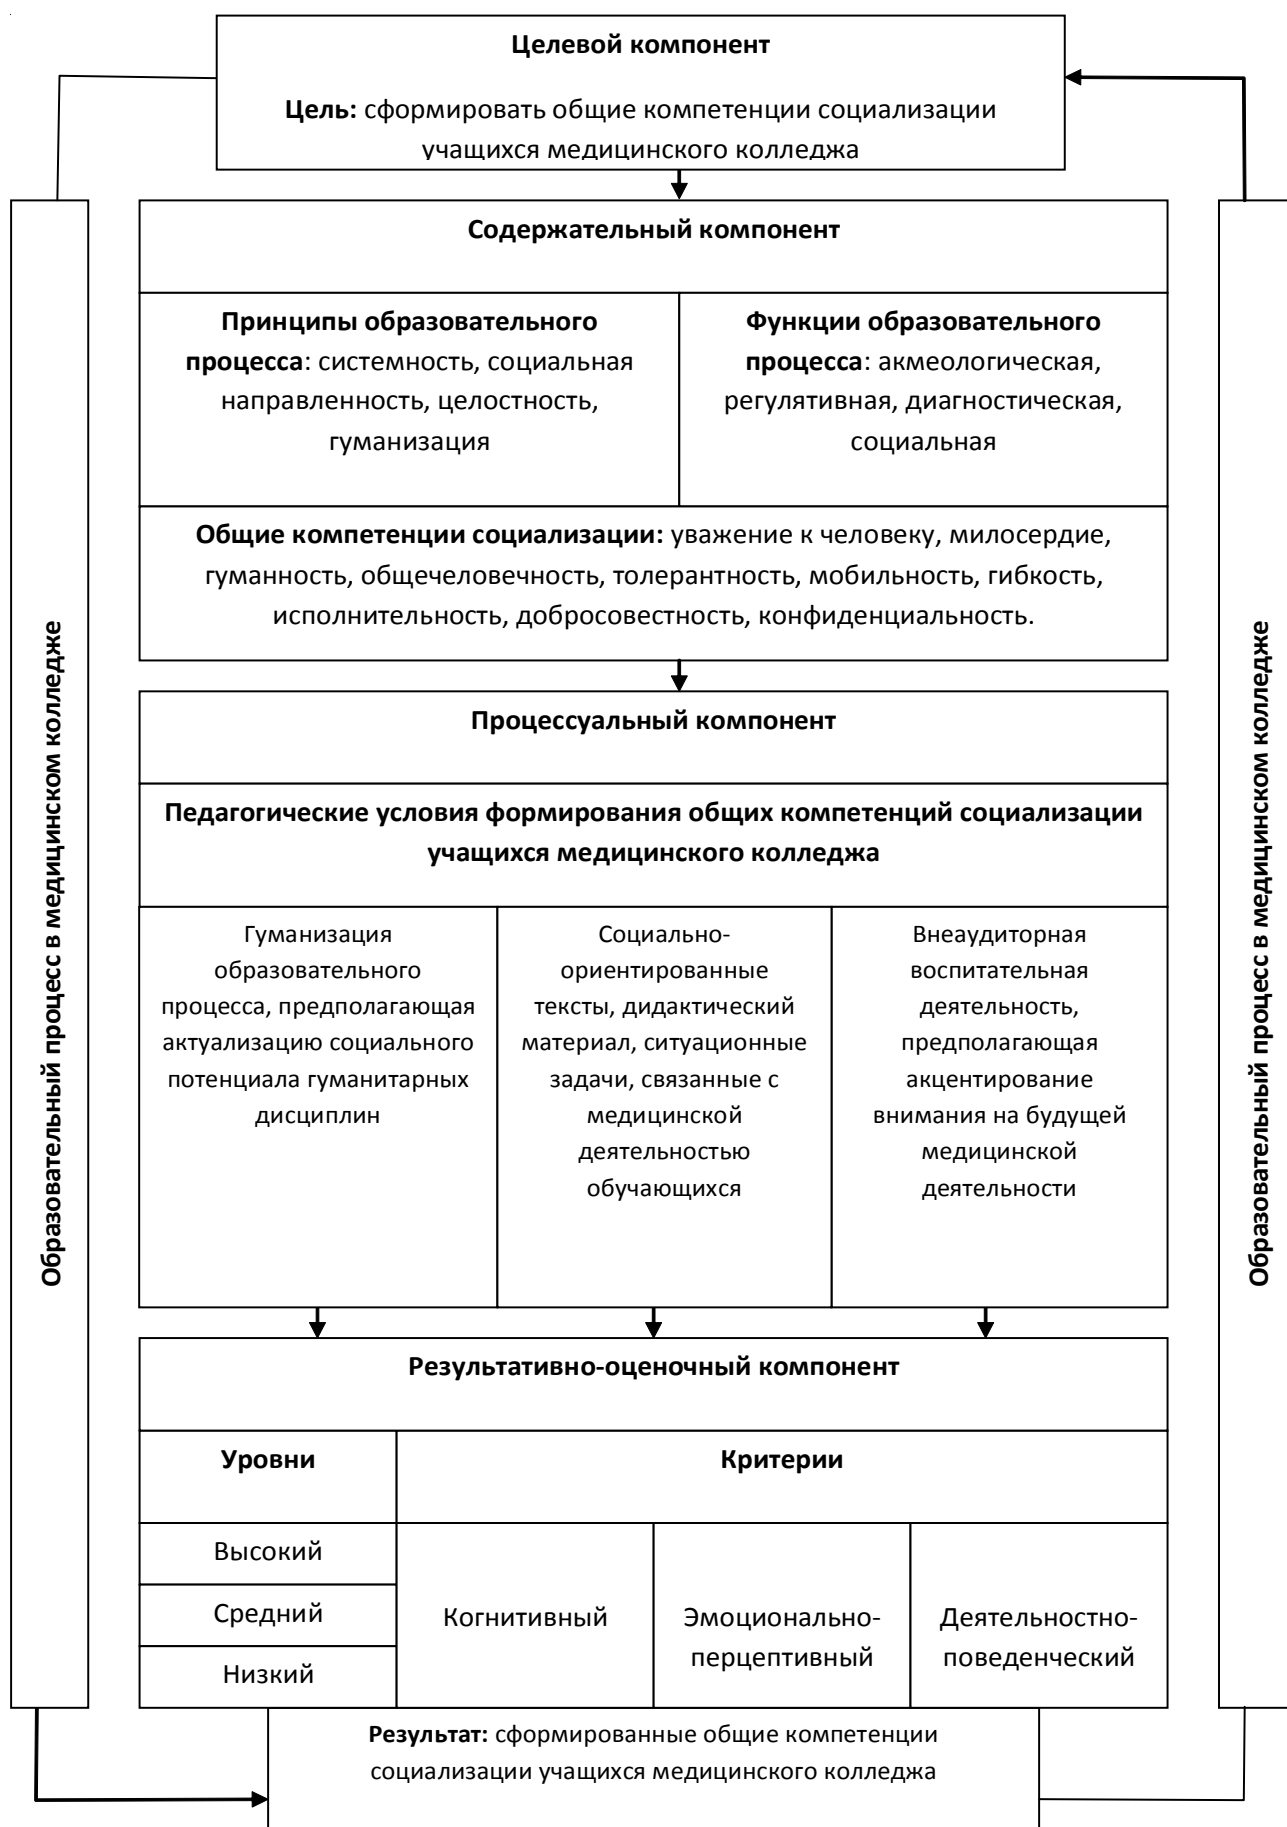 Целевой компонент
Цель: сформировать общие компетенции социализации
учащихся медицинского колледжа
Содержательный компонент
Принципы образовательного
процесса: системность, социальная
направленность, целостность,
гуманизация
Функции образовательного
процесса: акмеологическая,
регулятивная, диагностическая,
социальная
Общие компетенции социализации: уважение к человеку, милосердие,
гуманность, общечеловечность, толерантность, мобильность, гибкость,
исполнительность, добросовестность, конфиденциальность.
Процессуальный компонент
Педагогические условия формирования общих компетенций социализации
учащихся медицинского колледжа
Гуманизация
образовательного
процесса, предполагающая
актуализацию социального
потенциала гуманитарных
дисциплин
Социально-
ориентированные
тексты, дидактический
материал, ситуационные
задачи, связанные с
медицинской
деятельностью
обучающихся
Внеаудиторная
воспитательная
деятельность,
предполагающая
акцентирование
внимания на будущей
медицинской
деятельности
Результативно-оценочный компонент
Уровни
Критерии
Высокий
Средний
Низкий
Когнитивный
Эмоционально-
перцептивный
Деятельностно-
поведенческий
Результат: сформированные общие компетенции
социализации учащихся медицинского колледжа
Образовательный процесс в медицинском колледже
Образовательный процесс в медицинском колледже